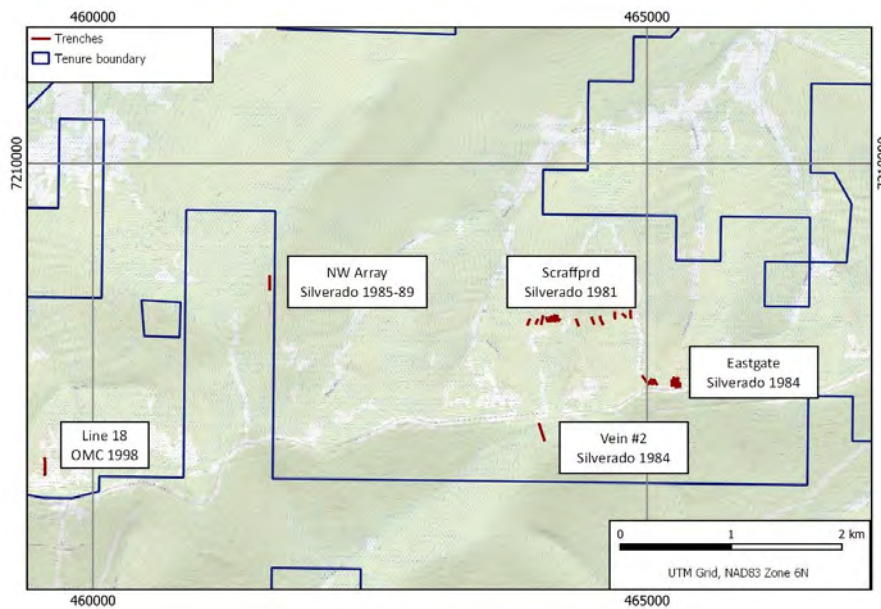 460000
465000
Trenches
Tenure boundary
7210000
7210000
NW Array
Silverado 1985-89
Scraffprd
Silverado 1981
Eastgate
Silverado 1984
Line 18
OMC 1998
Vein #2
Silverado 1984
0 1 2 km
UTM Grid, NAD83 Zone 6N
460000
465000